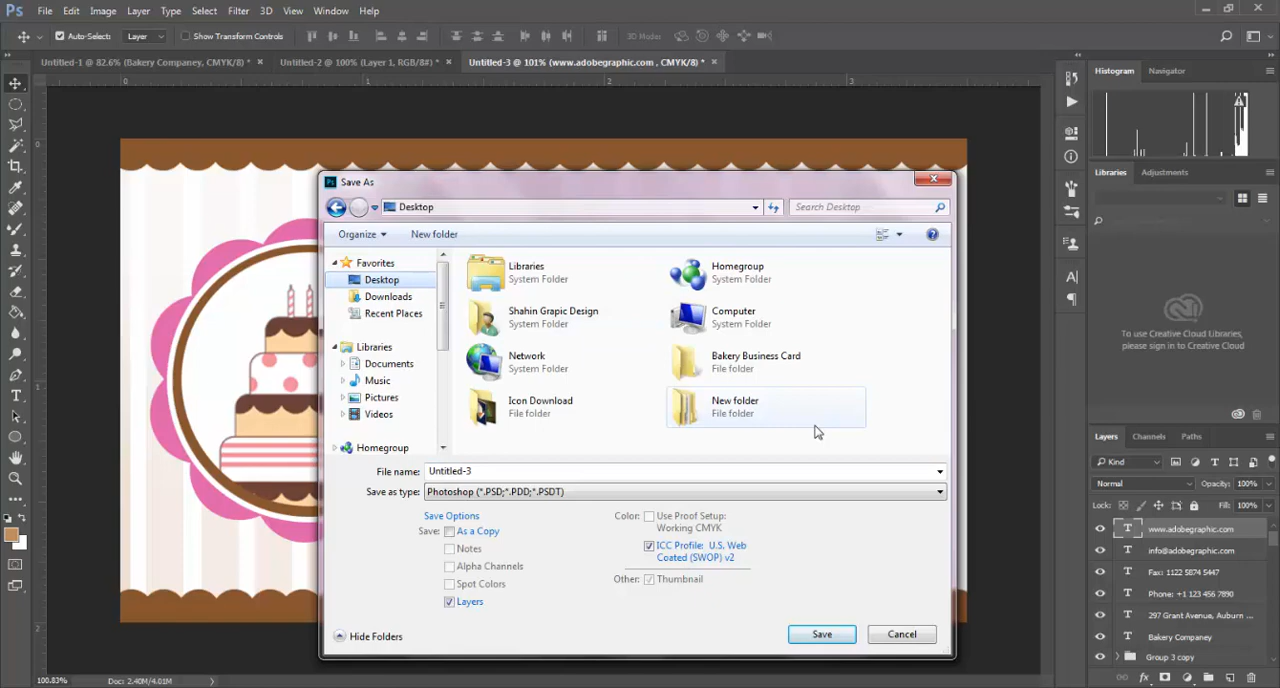 Ps File Edit Image Layer Type Select Filter 3D View Window Help
Auto-Select: Layer Show Transform Controls 3D Mode:
Untitled-1 @ 82.6% (Bakery Companey, CMYK/8) * × Untitled-2 @ 100% (Layer 1, RGB/8#) * × Untitled-3 @ 101% (www.adobegraphic.com , CMYK/8) * ×
0 1 2 3
0
1
2
Save As
Desktop
Search Desktop
Organize
New folder
Favorites
Desktop
Downloads
Recent Places
Libraries
Documents
Music
Pictures
Videos
Homegroup
Libraries
System Folder
Homegroup
System Folder
Shahin Grapic Design
System Folder
Computer
System Folder
Network
System Folder
Bakery Business Card
File folder
Icon Download
File folder
New folder
File folder
File name: Untitled-3
Save as type: Photoshop (*.PSD;*.PDD;*.PSDT)
Save Options
Save: As a Copy
Notes
Alpha Channels
Spot Colors
Layers
Color: Use Proof Setup:
Working CMYK
ICC Profile: U.S. Web
Coated (SWOP) v2
Other: Thumbnail
Hide Folders
Save
Cancel
Histogram Navigator
Libraries Adjustments
To use Creative Cloud Libraries,
please sign in to Creative Cloud
Layers Channels Paths
Kind
Normal Opacity: 100%
Lock: Fill: 100%
www.adobegraphic.com
info@adobegraphic.com
Fax: 1122 5874 5447
Phone: +1 123 456 7890
297 Grant Avenue, Auburn ...
Bakery Companey
Group 3 copy
100.83% Doc: 2.40M/4.01M